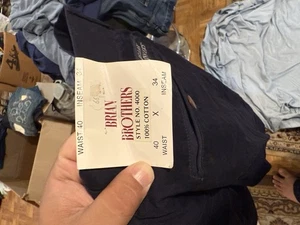 BRIAN
BROTHERS
STYLE NO. 4000
100% COTTON
WAIST 40 INSEAM 34
40 X 34
WAIST INSEAM